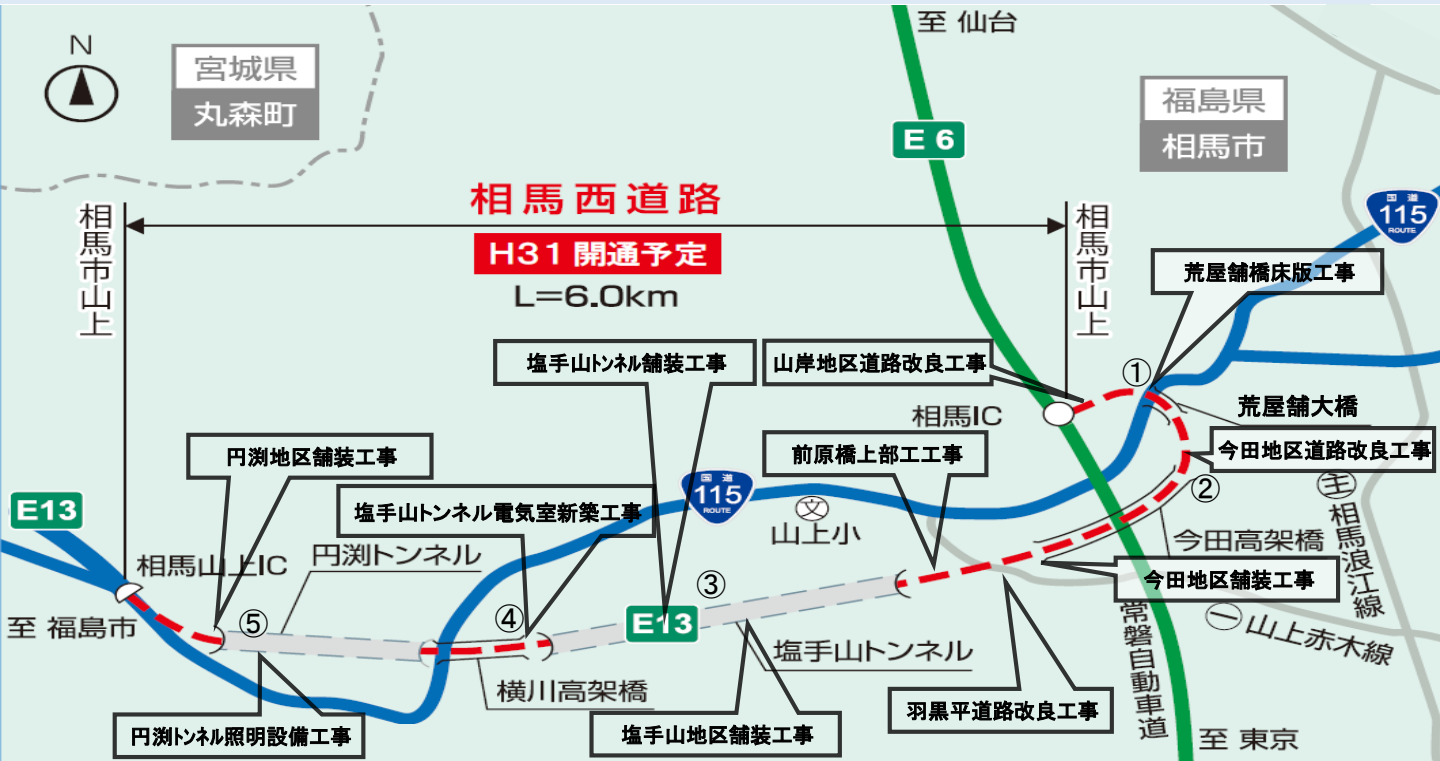 至 仙台
N
宮城県
丸森町
福島県
相馬市
E 6
相馬西道路
H31 開通予定
L=6.0km
相馬市山上
相馬市山上
国道
115
ROUTE
荒屋舗橋床版工事
塩手山トンネル舗装工事
山岸地区道路改良工事
①
相馬IC
荒屋舗大橋
円渕地区舗装工事
前原橋上部工工事
今田地区道路改良工事
②
国道
115
ROUTE
文
山上小
主
相馬浪江線
E13
塩手山トンネル電気室新築工事
円渕トンネル
今田高架橋
相馬山上IC
今田地区舗装工事
③
④
⑤
E13
至 福島市
一
山上赤木線
塩手山トンネル
横川高架橋
常磐自動車道
羽黒平道路改良工事
円渕トンネル照明設備工事
塩手山地区舗装工事
至 東京